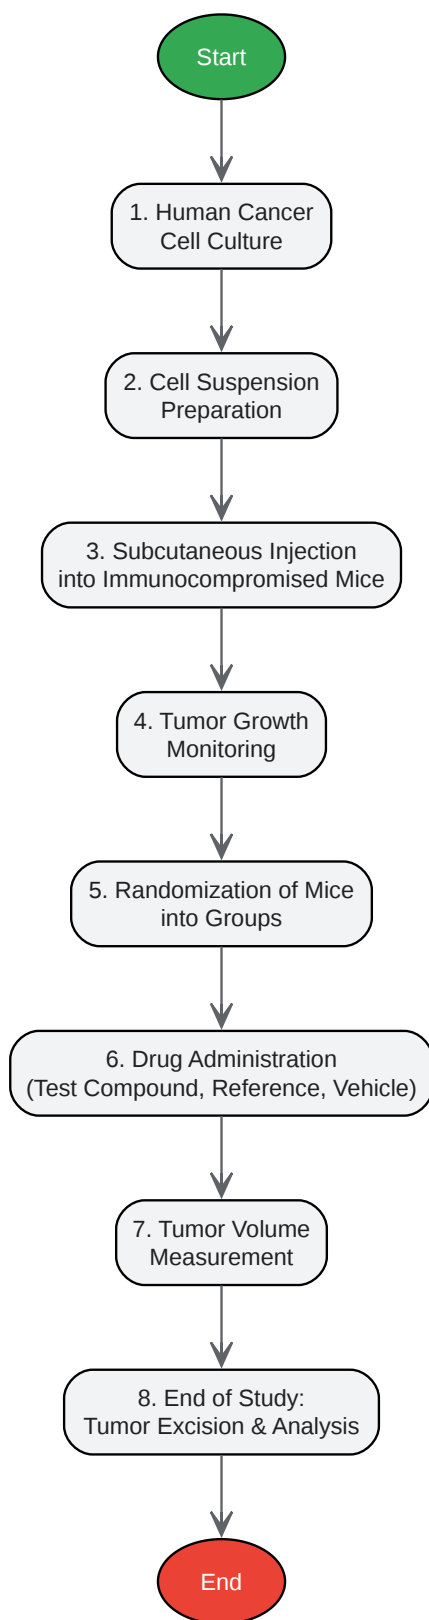 Start
1. Human Cancer
Cell Culture
2. Cell Suspension
Preparation
3. Subcutaneous Injection
into Immunocompromised Mice
4. Tumor Growth
Monitoring
5. Randomization of Mice
into Groups
6. Drug Administration
(Test Compound, Reference, Vehicle)
7. Tumor Volume
Measurement
8. End of Study:
Tumor Excision & Analysis
End